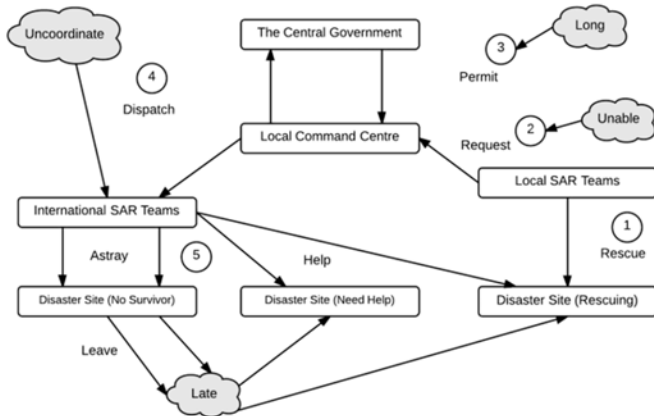 Uncoordinate
The Central Government
Long
3
Permit
4
Dispatch
Unable
2
Request
Local Command Centre
Local SAR Teams
International SAR Teams
1
Rescue
Astray
5
Help
Disaster Site (No Survivor)
Disaster Site (Need Help)
Disaster Site (Rescuing)
Leave
Late